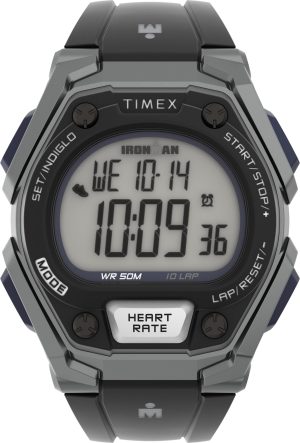 TIMEX
IRONMAN
SET/INDIGLO
START/STOP/+
WE 10-14
10:09 36
MODE
WR 50M
10 LAP
LAP/RESET/-
HEART
RATE